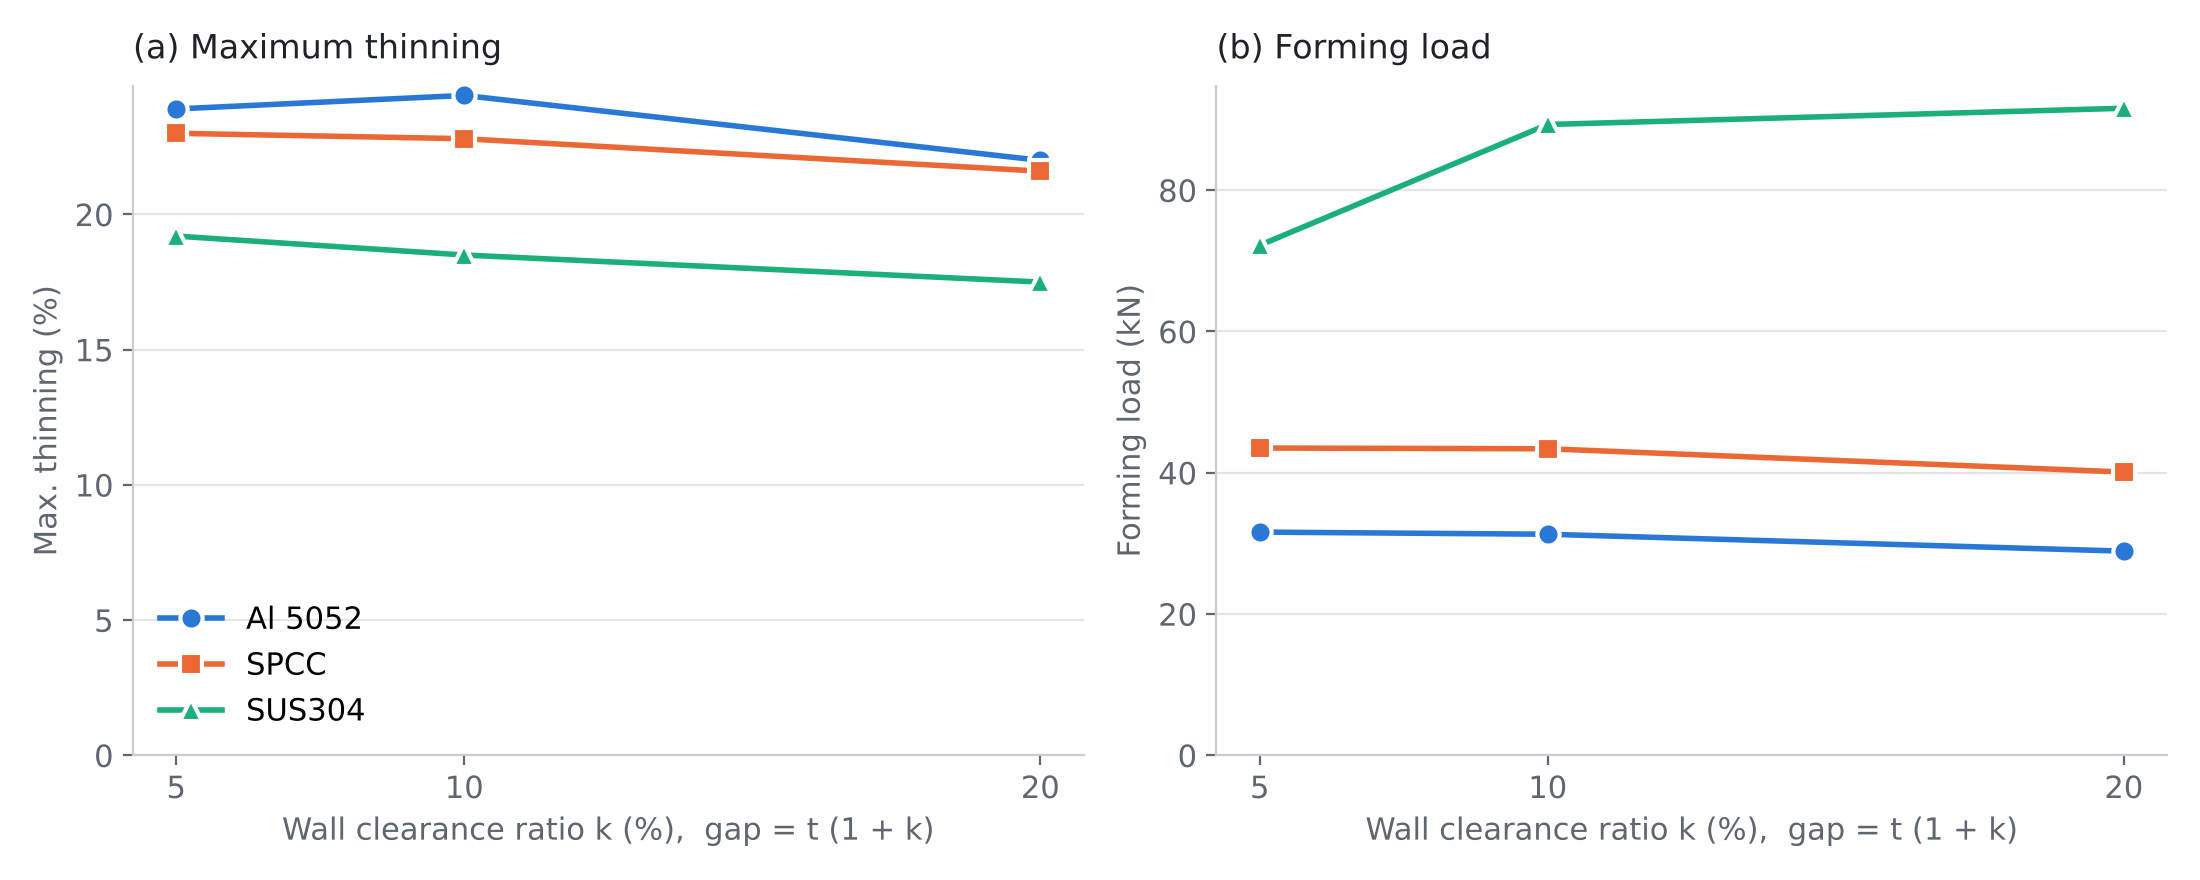 (a) Maximum thinning
Max. thinning (%)
20
15
10
5
0
Al 5052
SPCC
SUS304
5 10 20
Wall clearance ratio k (%), gap = t (1 + k)
(b) Forming load
Forming load (kN)
80
60
40
20
0
5 10 20
Wall clearance ratio k (%), gap = t (1 + k)